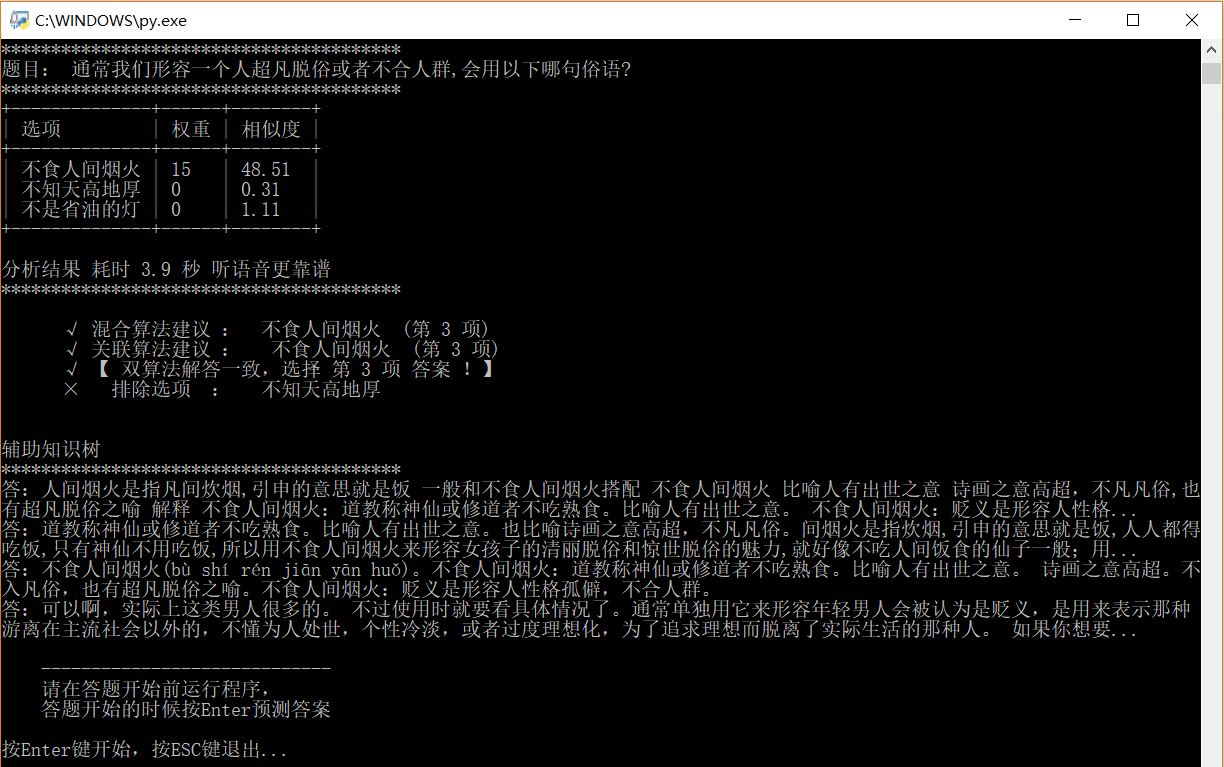 C:\WINDOWS\py.exe
****************************************
题目： 通常我们形容一个人超凡脱俗或者不合人群,会用以下哪句俗语?
****************************************
+--------------+------+--------+
| 选项 | 权重 | 相似度 |
+--------------+------+--------+
| 不食人间烟火 | 15 | 48.51 |
| 不知天高地厚 | 0 | 0.31 |
| 不是省油的灯 | 0 | 1.11 |
+--------------+------+--------+
分析结果 耗时 3.9 秒 听语音更靠谱
****************************************
√ 混合算法建议 ： 不食人间烟火 (第 3 项)
√ 关联算法建议 ： 不食人间烟火 (第 3 项)
√ 【 双算法解答一致，选择 第 3 项 答案 ! 】
× 排除选项 ： 不知天高地厚
辅助知识树
****************************************
答：人间烟火是指凡间炊烟,引申的意思就是饭 一般和不食人间烟火搭配 不食人间烟火 比喻人有出世之意 诗画之意高超，不凡凡俗,也
有超凡脱俗之喻 解释 不食人间烟火：道教称神仙或修道者不吃熟食。比喻人有出世之意。 不食人间烟火：贬义是形容人性格...
答：道教称神仙或修道者不吃熟食。比喻人有出世之意。也比喻诗画之意高超，不凡凡俗。间烟火是指炊烟,引申的意思就是饭,人人都得
吃饭,只有神仙不用吃饭,所以用不食人间烟火来形容女孩子的清丽脱俗和惊世脱俗的魅力,就好像不吃人间饭食的仙子一般；用...
答：不食人间烟火(bù shí rén jiān yān huǒ)。不食人间烟火：道教称神仙或修道者不吃熟食。比喻人有出世之意。 诗画之意高超。不
入凡俗，也有超凡脱俗之喻。不食人间烟火：贬义是形容人性格孤僻，不合人群。
答：可以啊，实际上这类男人很多的。 不过使用时就要看具体情况了。通常单独用它来形容年轻男人会被认为是贬义，是用来表示那种
游离在主流社会以外的，不懂为人处世，个性冷淡，或者过度理想化，为了追求理想而脱离了实际生活的那种人。 如果你想要...
-----------------------------
请在答题开始前运行程序，
答题开始的时候按Enter预测答案
按Enter键开始，按ESC键退出...